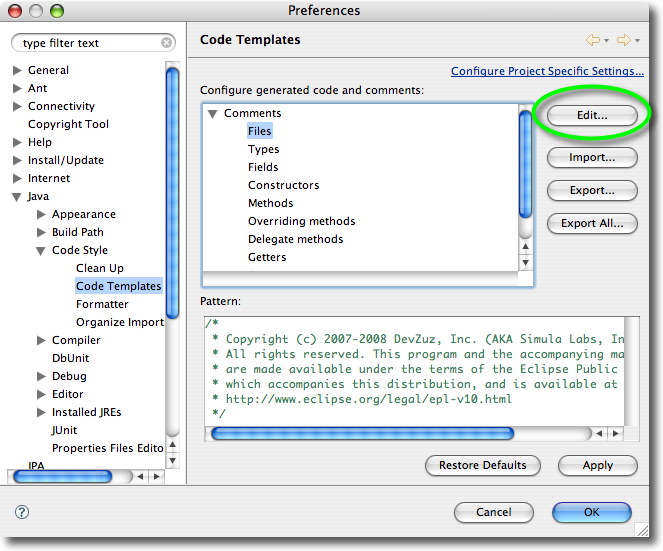 Preferences
type filter text
General
Ant
Connectivity
Copyright Tool
Help
Install/Update
Internet
Java
Appearance
Build Path
Code Style
Clean Up
Code Templates
Formatter
Organize Import
Compiler
DbUnit
Debug
Editor
Installed JREs
JUnit
Properties Files Edito
JPA
Code Templates
Configure Project Specific Settings...
Configure generated code and comments:
Comments
Files
Types
Fields
Constructors
Methods
Overriding methods
Delegate methods
Getters
Edit...
Import...
Export...
Export All...
Pattern:
/*
* Copyright (c) 2007-2008 DevZuz, Inc. (AKA Simula Labs, In
* All rights reserved. This program and the accompanying ma
* are made available under the terms of the Eclipse Public
* which accompanies this distribution, and is available at
* http://www.eclipse.org/legal/epl-v10.html
*/
Restore Defaults
Apply
?
Cancel
OK